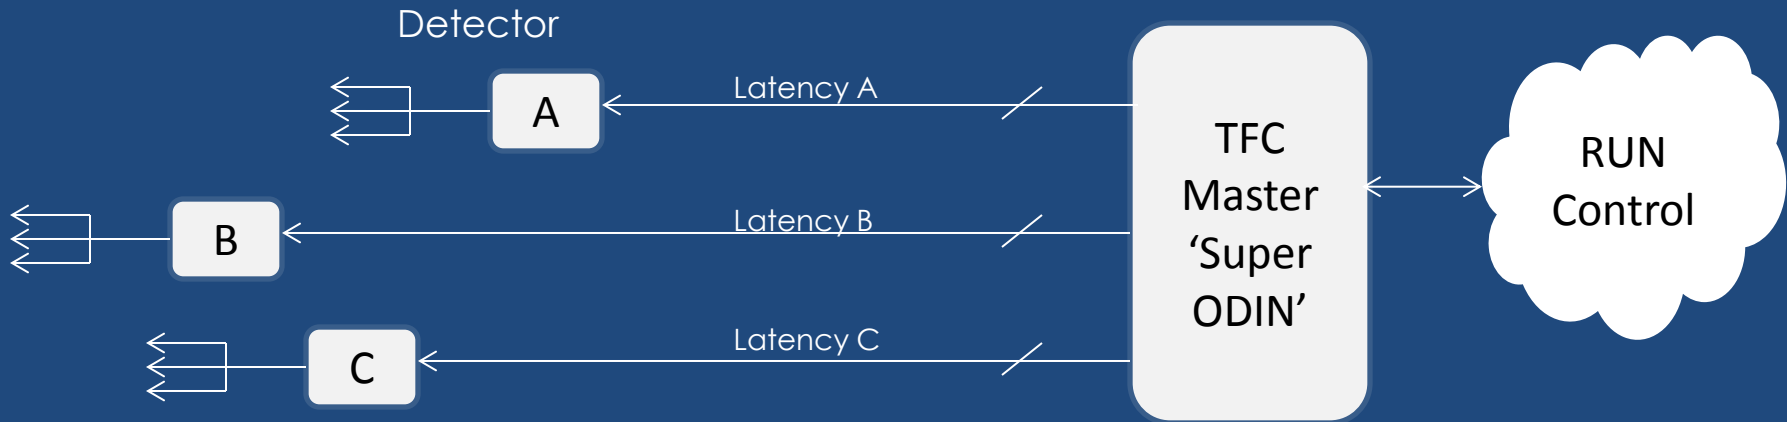 Detector
A
Latency A
B
Latency B
C
Latency C
TFC
Master
‘Super
ODIN’
RUN
Control